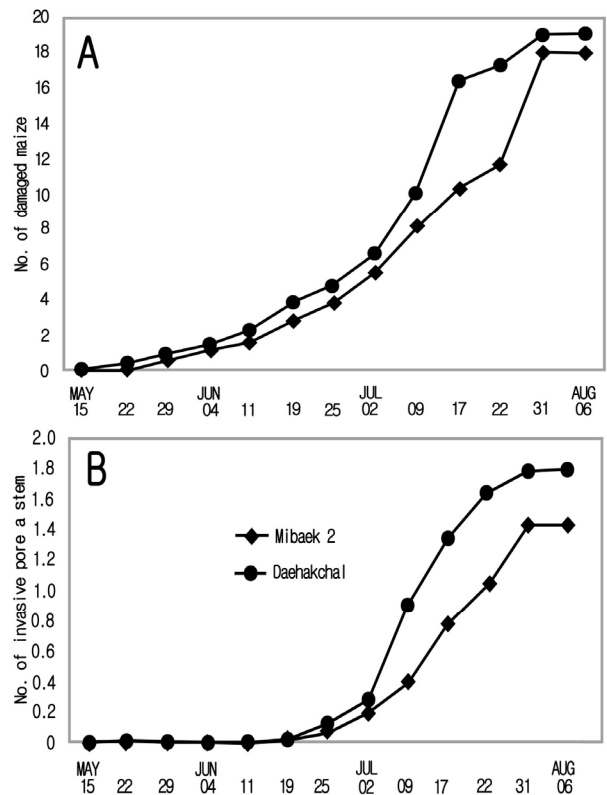 20
A
18
16
14
12
10
8
6
4
2
0
No. of damaged maize
MAY JUN JUL AUG
15 22 29 04 11 19 25 02 09 17 22 31 06
2.0
B
1.8
1.6
1.4
1.2
1.0
0.8
0.6
0.4
0.2
0
No. of invasive pore a stem
Mibaek 2
Daehakchal
MAY JUN JUL AUG
15 22 29 04 11 19 25 02 09 17 22 31 06